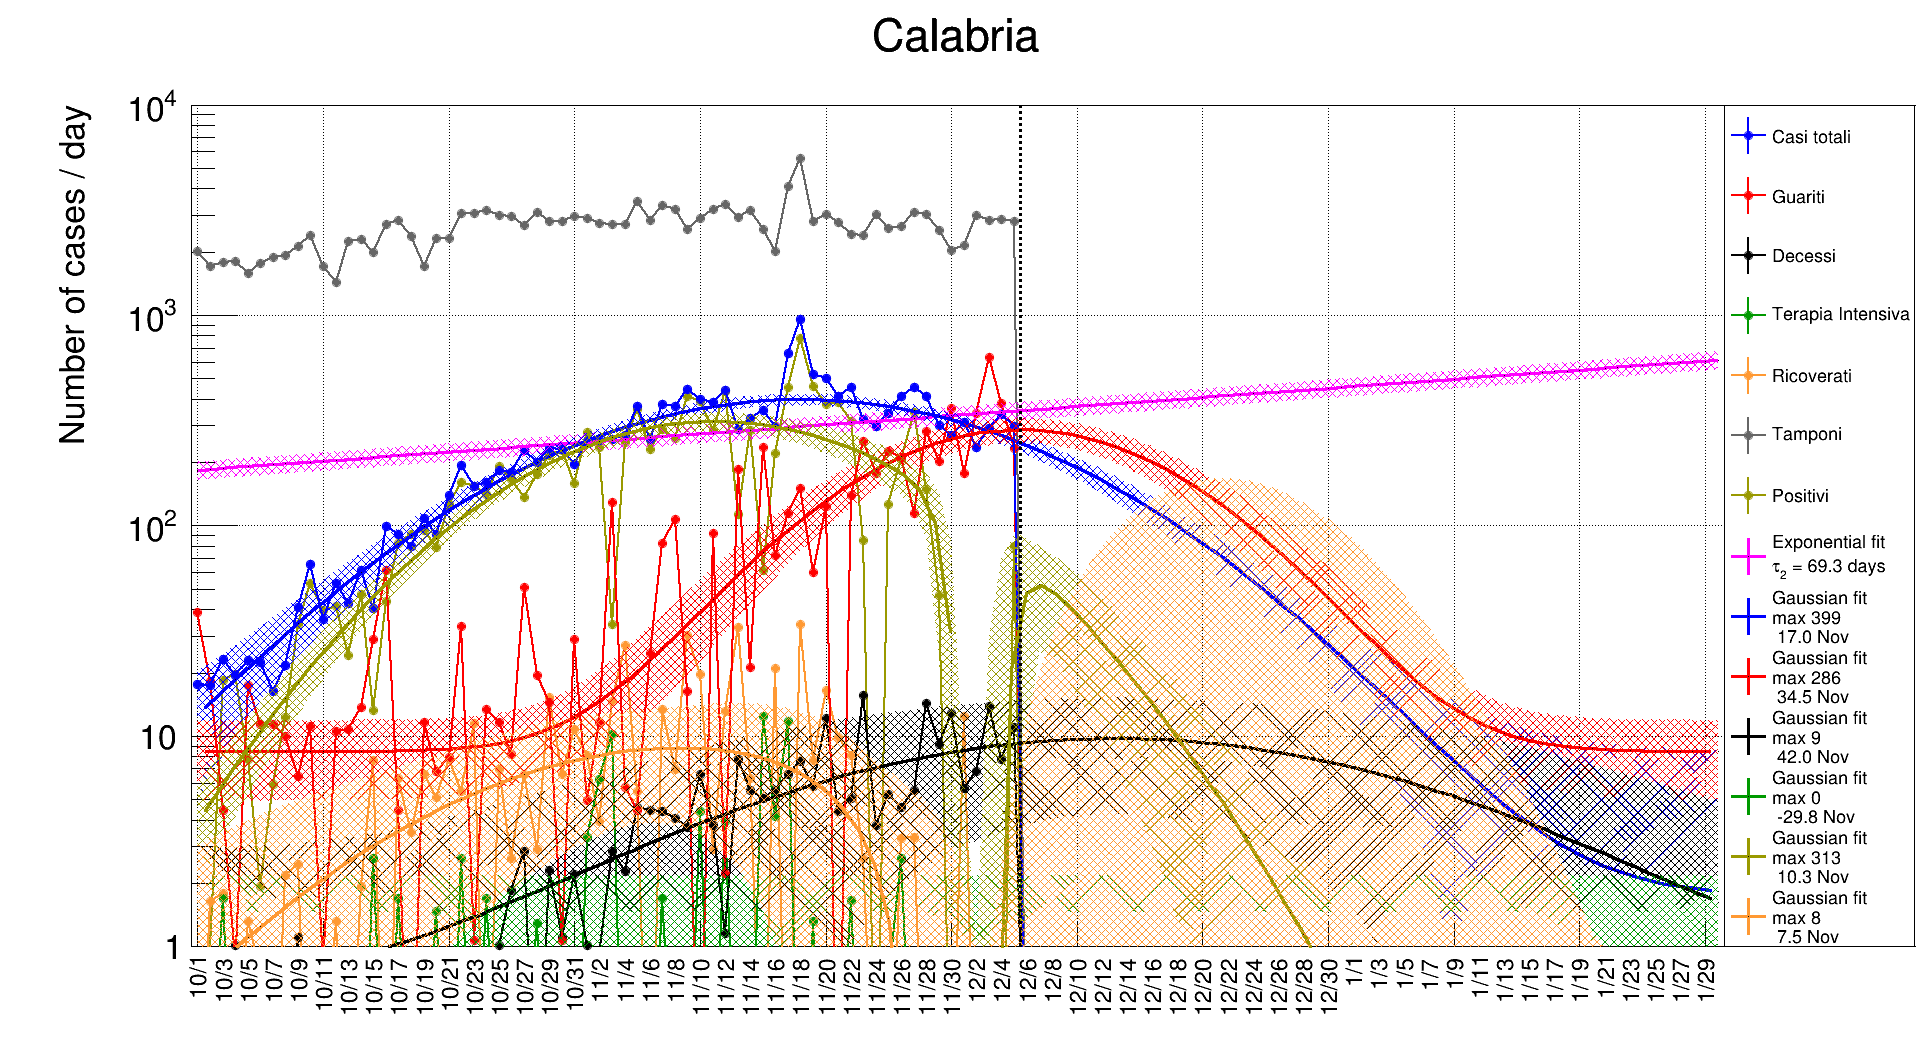 Calabria
Number of cases / day
10⁴
10³
10²
10
1
10/1
10/3
10/5
10/7
10/9
10/11
10/13
10/15
10/17
10/19
10/21
10/23
10/25
10/27
10/29
10/31
11/2
11/4
11/6
11/8
11/10
11/12
11/14
11/16
11/18
11/20
11/22
11/24
11/26
11/28
11/30
12/2
12/4
12/6
12/8
12/10
12/12
12/14
12/16
12/18
12/20
12/22
12/24
12/26
12/28
12/30
1/1
1/3
1/5
1/7
1/9
1/11
1/13
1/15
1/17
1/19
1/21
1/23
1/25
1/27
1/29
Casi totali
Guariti
Decessi
Terapia Intensiva
Ricoverati
Tamponi
Positivi
Exponential fit
τ₂ = 69.3 days
Gaussian fit
max 399
17.0 Nov
Gaussian fit
max 286
34.5 Nov
Gaussian fit
max 9
42.0 Nov
Gaussian fit
max 0
-29.8 Nov
Gaussian fit
max 313
10.3 Nov
Gaussian fit
max 8
7.5 Nov